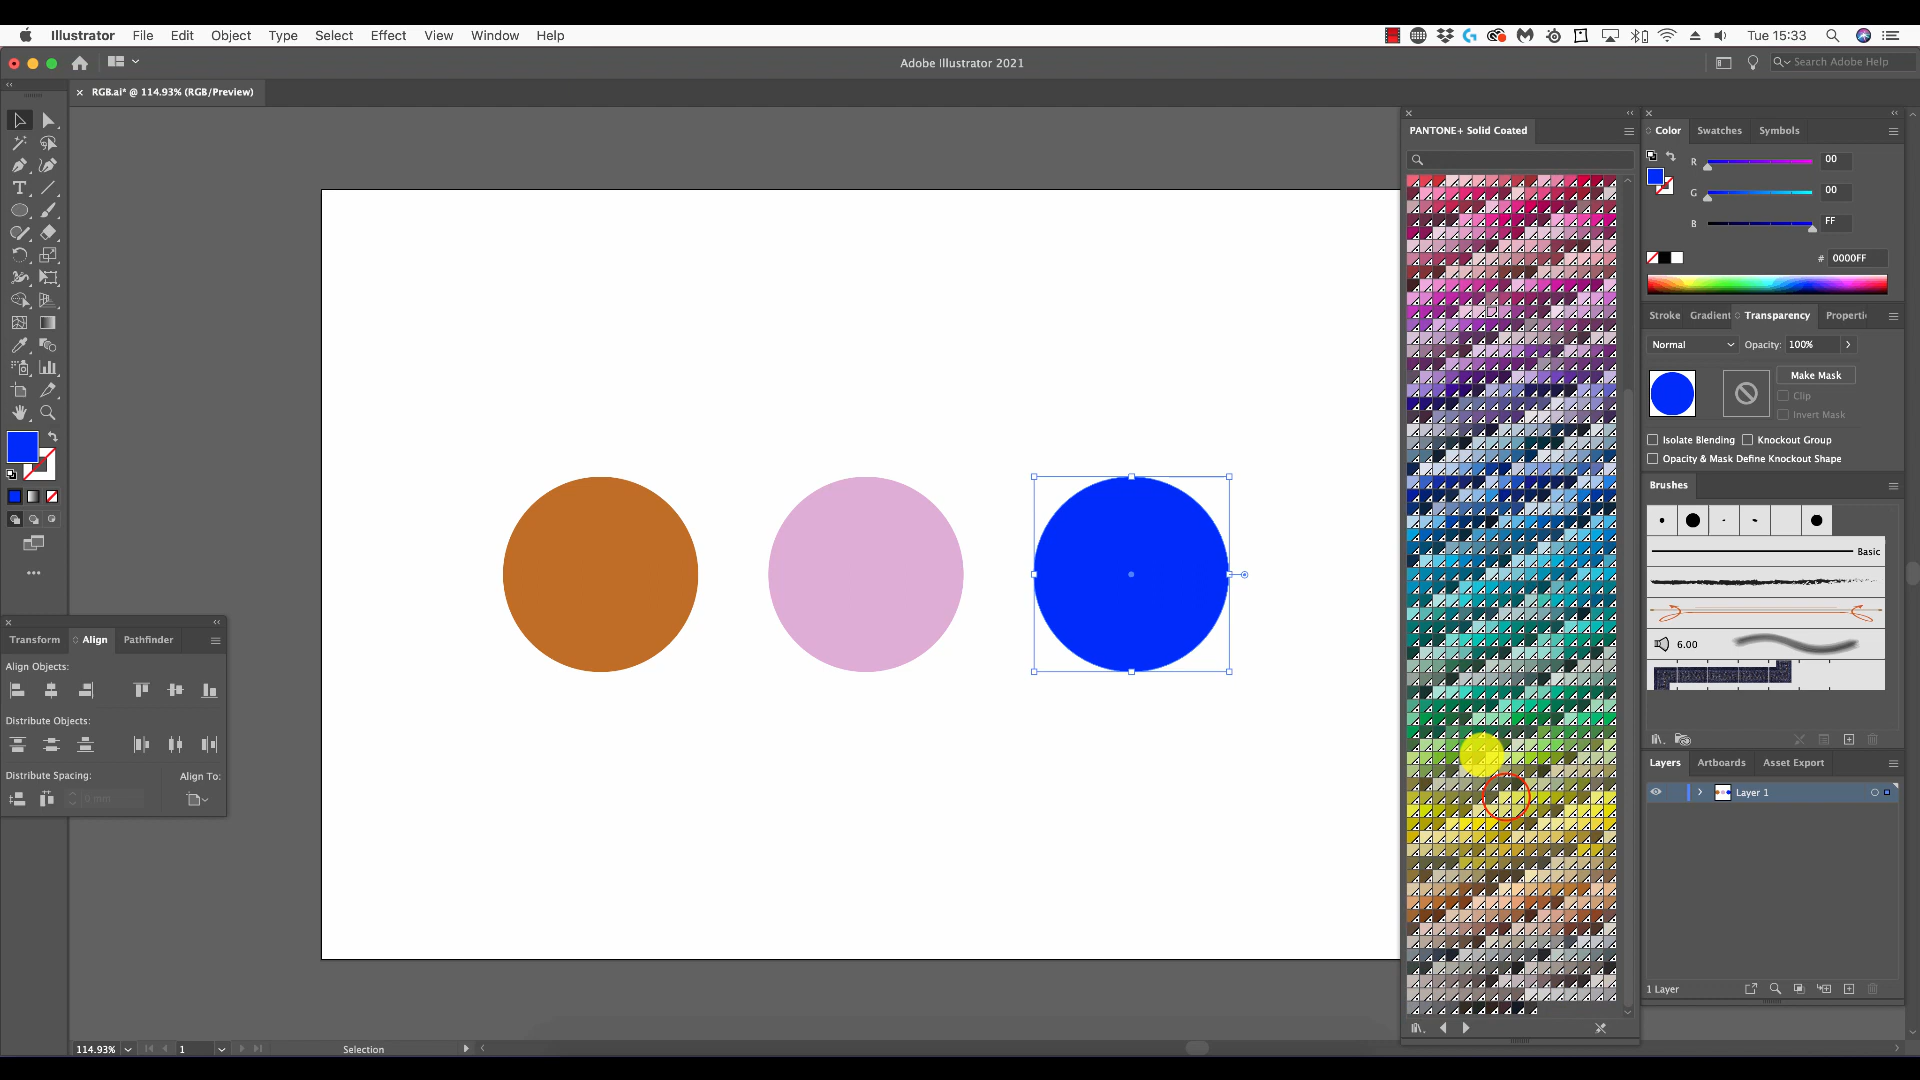 Illustrator File Edit Object Type Select Effect View Window Help
Tue 15:33
Adobe Illustrator 2021
Search Adobe Help
RGB.ai* @ 114.93% (RGB/Preview)
PANTONE+ Solid Coated
Color Swatches Symbols
R 00
G 00
B FF
# 0000FF
Stroke Gradient Transparency Properti
Normal Opacity: 100%
Make Mask
Clip
Invert Mask
Isolate Blending Knockout Group
Opacity & Mask Define Knockout Shape
Brushes
Basic
6.00
Transform Align Pathfinder
Align Objects:
Distribute Objects:
Distribute Spacing: Align To:
0 mm
Layers Artboards Asset Export
Layer 1
1 Layer
114.93% 1 Selection